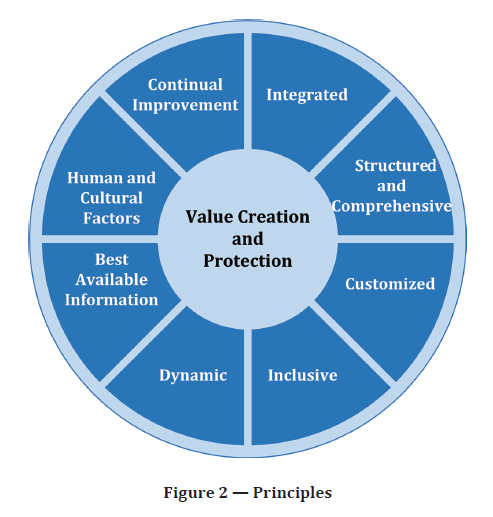 Continual
Improvement
Integrated
Structured
and
Comprehensive
Customized
Inclusive
Dynamic
Best
Available
Information
Human and
Cultural
Factors
Value Creation
and
Protection
Figure 2 — Principles